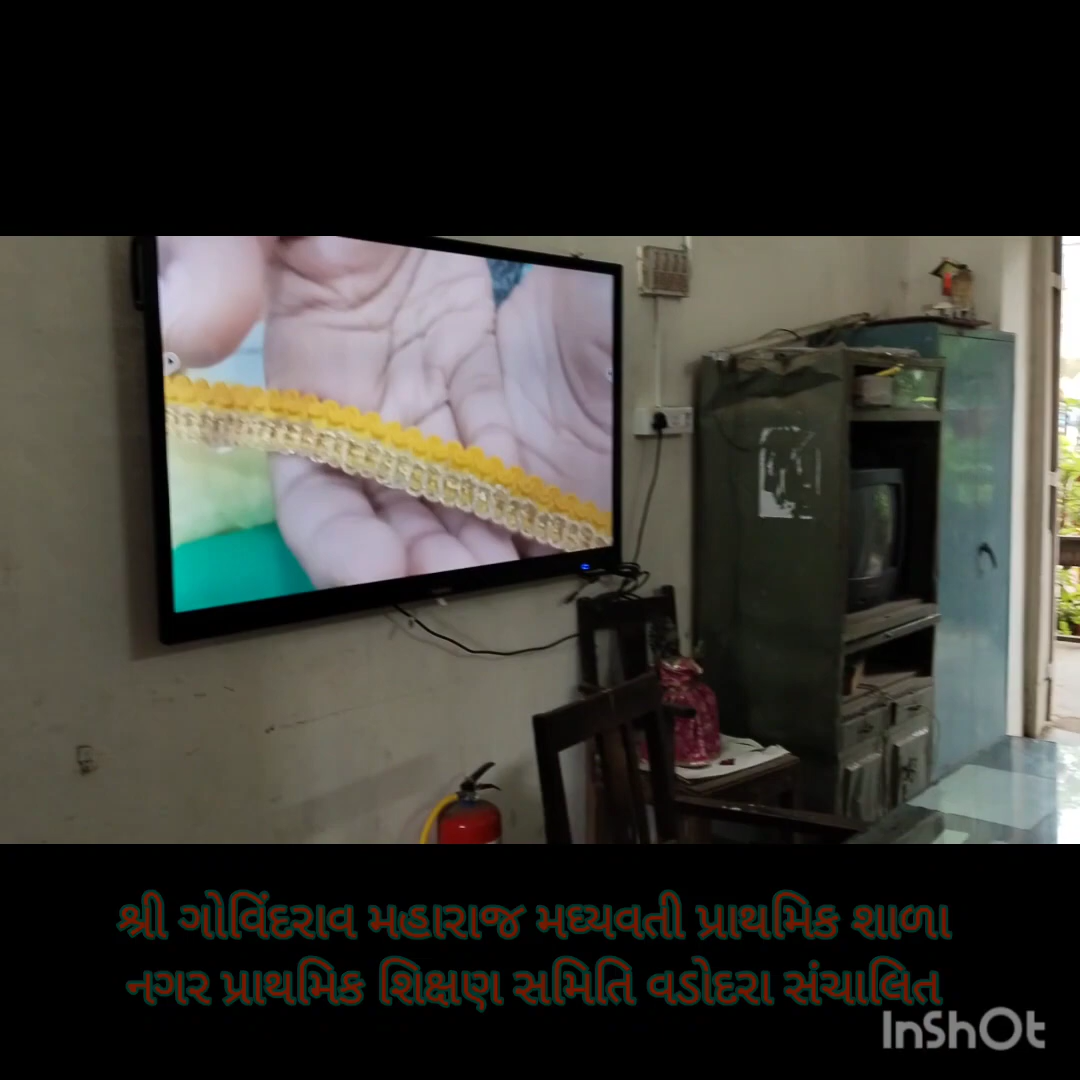 શ્રી ગોવિંદરાવ મહારાજ મધ્યવતી પ્રાથમિક શાળા
નગર પ્રાથમિક શિક્ષણ સમિતિ વડોદરા સંચાલિત
InShOt